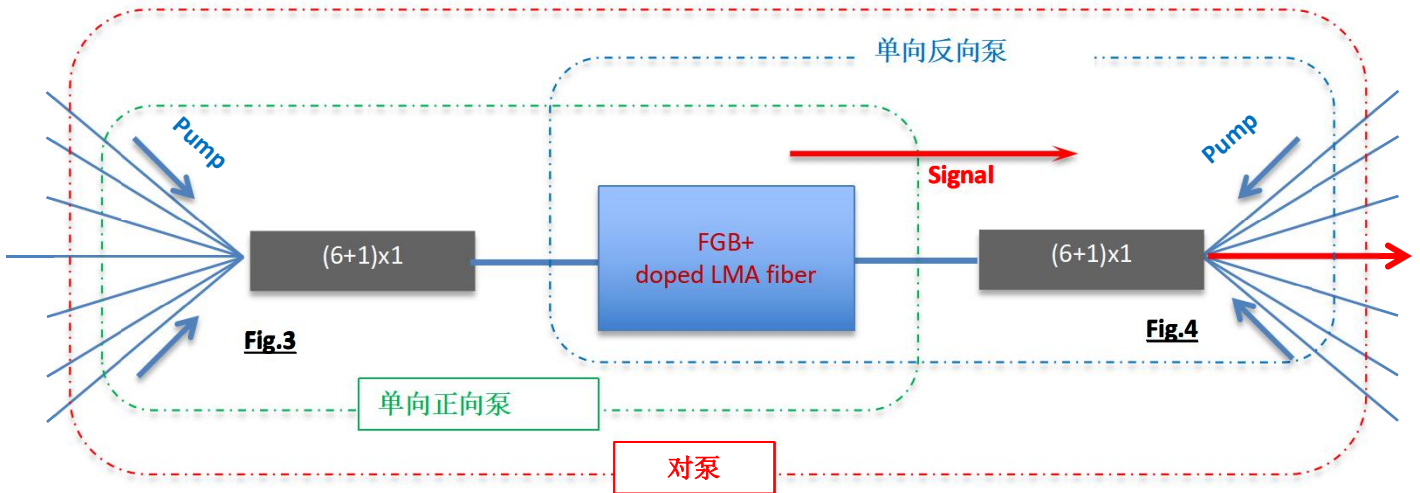 单向反向泵
Pump
Pump
Signal
(6+1)x1
FGB+
doped LMA fiber
(6+1)x1
Fig.3
Fig.4
单向正向泵
对泵